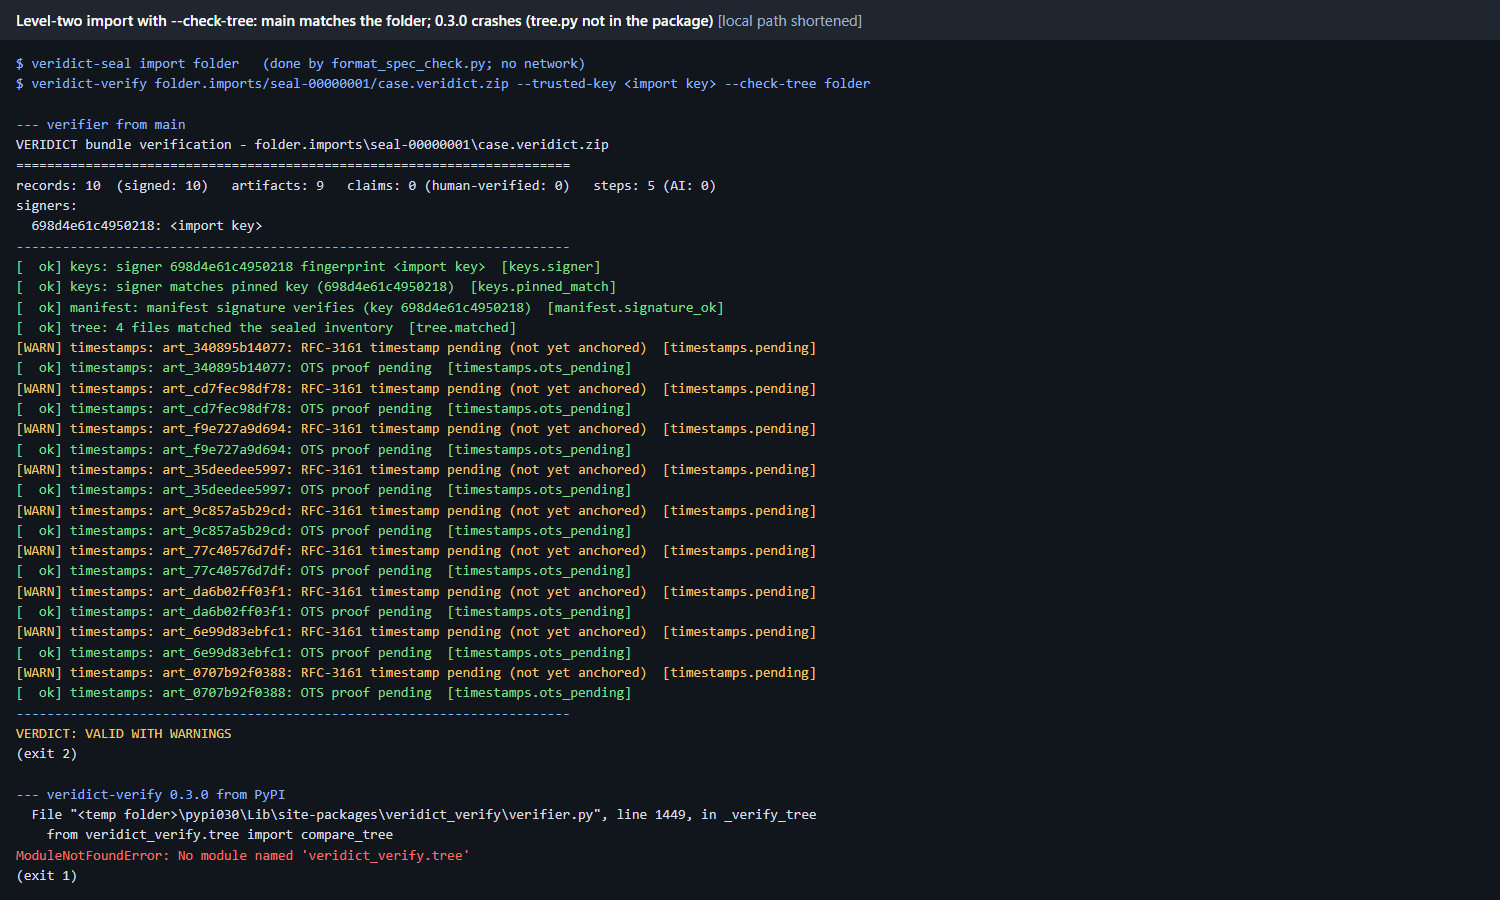 Level-two import with --check-tree: main matches the folder; 0.3.0 crashes (tree.py not in the package) [local path shortened]
$ veridict-seal import folder   (done by format_spec_check.py; no network)
$ veridict-verify folder.imports/seal-00000001/case.veridict.zip --trusted-key <import key> --check-tree folder
--- verifier from main
VERIDICT bundle verification - folder.imports\seal-00000001\case.veridict.zip
========================================================================
records: 10  (signed: 10)   artifacts: 9   claims: 0 (human-verified: 0)   steps: 5 (AI: 0)
signers:
  698d4e61c4950218: <import key>
------------------------------------------------------------------------
[  ok] keys: signer 698d4e61c4950218 fingerprint <import key>  [keys.signer]
[  ok] keys: signer matches pinned key (698d4e61c4950218)  [keys.pinned_match]
[  ok] manifest: manifest signature verifies (key 698d4e61c4950218)  [manifest.signature_ok]
[  ok] tree: 4 files matched the sealed inventory  [tree.matched]
[WARN] timestamps: art_340895b14077: RFC-3161 timestamp pending (not yet anchored)  [timestamps.pending]
[  ok] timestamps: art_340895b14077: OTS proof pending  [timestamps.ots_pending]
[WARN] timestamps: art_cd7fec98df78: RFC-3161 timestamp pending (not yet anchored)  [timestamps.pending]
[  ok] timestamps: art_cd7fec98df78: OTS proof pending  [timestamps.ots_pending]
[WARN] timestamps: art_f9e727a9d694: RFC-3161 timestamp pending (not yet anchored)  [timestamps.pending]
[  ok] timestamps: art_f9e727a9d694: OTS proof pending  [timestamps.ots_pending]
[WARN] timestamps: art_35deedee5997: RFC-3161 timestamp pending (not yet anchored)  [timestamps.pending]
[  ok] timestamps: art_35deedee5997: OTS proof pending  [timestamps.ots_pending]
[WARN] timestamps: art_9c857a5b29cd: RFC-3161 timestamp pending (not yet anchored)  [timestamps.pending]
[  ok] timestamps: art_9c857a5b29cd: OTS proof pending  [timestamps.ots_pending]
[WARN] timestamps: art_77c40576d7df: RFC-3161 timestamp pending (not yet anchored)  [timestamps.pending]
[  ok] timestamps: art_77c40576d7df: OTS proof pending  [timestamps.ots_pending]
[WARN] timestamps: art_da6b02ff03f1: RFC-3161 timestamp pending (not yet anchored)  [timestamps.pending]
[  ok] timestamps: art_da6b02ff03f1: OTS proof pending  [timestamps.ots_pending]
[WARN] timestamps: art_6e99d83ebfc1: RFC-3161 timestamp pending (not yet anchored)  [timestamps.pending]
[  ok] timestamps: art_6e99d83ebfc1: OTS proof pending  [timestamps.ots_pending]
[WARN] timestamps: art_0707b92f0388: RFC-3161 timestamp pending (not yet anchored)  [timestamps.pending]
[  ok] timestamps: art_0707b92f0388: OTS proof pending  [timestamps.ots_pending]
------------------------------------------------------------------------
VERDICT: VALID WITH WARNINGS
(exit 2)
--- veridict-verify 0.3.0 from PyPI
  File "<temp folder>\pypi030\Lib\site-packages\veridict_verify\verifier.py", line 1449, in _verify_tree
    from veridict_verify.tree import compare_tree
ModuleNotFoundError: No module named 'veridict_verify.tree'
(exit 1)